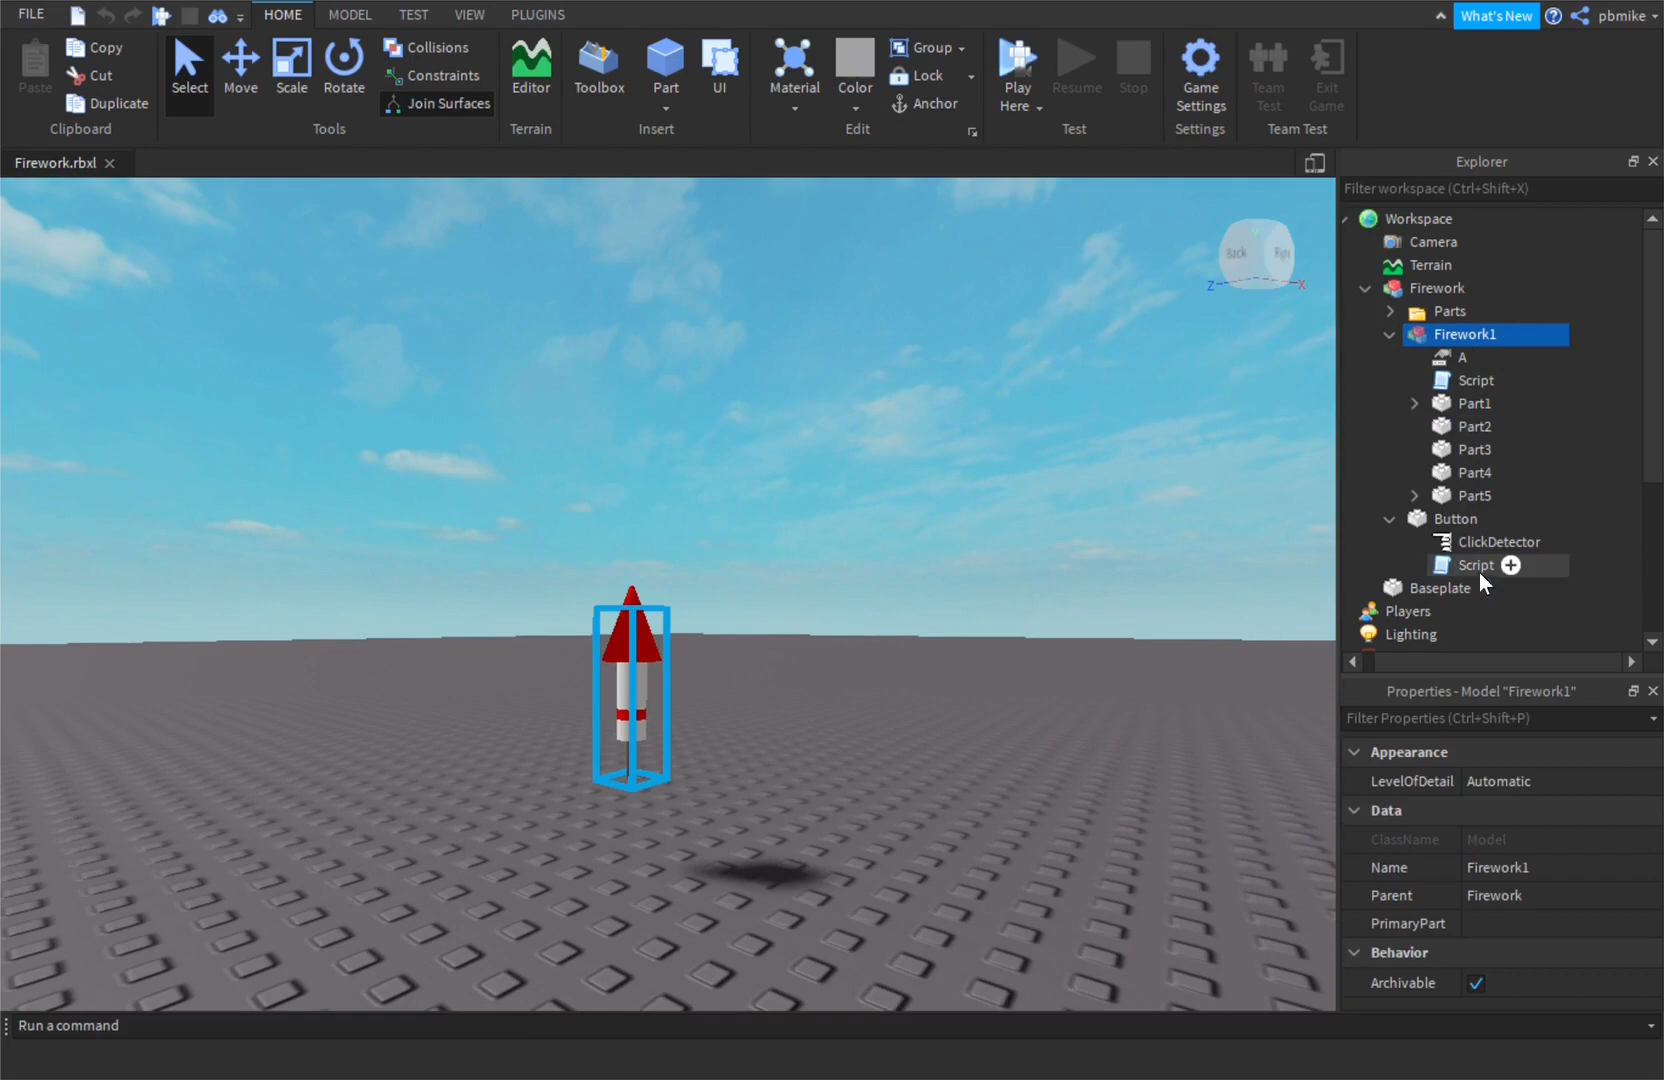 FILE
HOME
MODEL
TEST
VIEW
PLUGINS
What's New
pbmike
Paste
Copy
Cut
Duplicate
Clipboard
Select
Move
Scale
Rotate
Collisions
Constraints
Join Surfaces
Tools
Editor
Terrain
Toolbox
Part
UI
Insert
Material
Color
Group
Lock
Anchor
Edit
Play
Here
Resume
Stop
Test
Game
Settings
Settings
Team
Test
Exit
Game
Team Test
Firework.rbxl
Back
Right
Y
Z
X
Explorer
Filter workspace (Ctrl+Shift+X)
Workspace
Camera
Terrain
Firework
Parts
Firework1
A
Script
Part1
Part2
Part3
Part4
Part5
Button
ClickDetector
Script
Baseplate
Players
Lighting
Properties - Model "Firework1"
Filter Properties (Ctrl+Shift+P)
Appearance
LevelOfDetail Automatic
Data
ClassName Model
Name Firework1
Parent Firework
PrimaryPart
Behavior
Archivable
Run a command